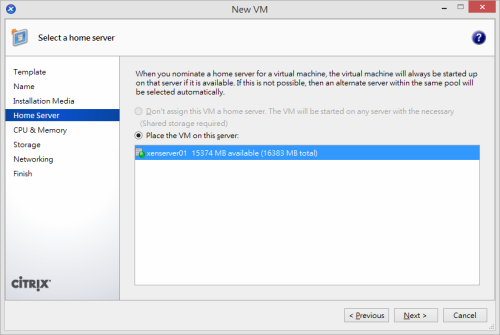 New VM
Select a home server
?
Template
Name
Installation Media
Home Server
CPU & Memory
Storage
Networking
Finish
CITRIX
When you nominate a home server for a virtual machine, the virtual machine will always be started up
on that server if it is available. If this is not possible, then an alternate server within the same pool will
be selected automatically.
Don't assign this VM a home server. The VM will be started on any server with the necessary
(Shared storage required)
Place the VM on this server:
xenserver01 15374 MB available (16383 MB total)
< Previous
Next >
Cancel